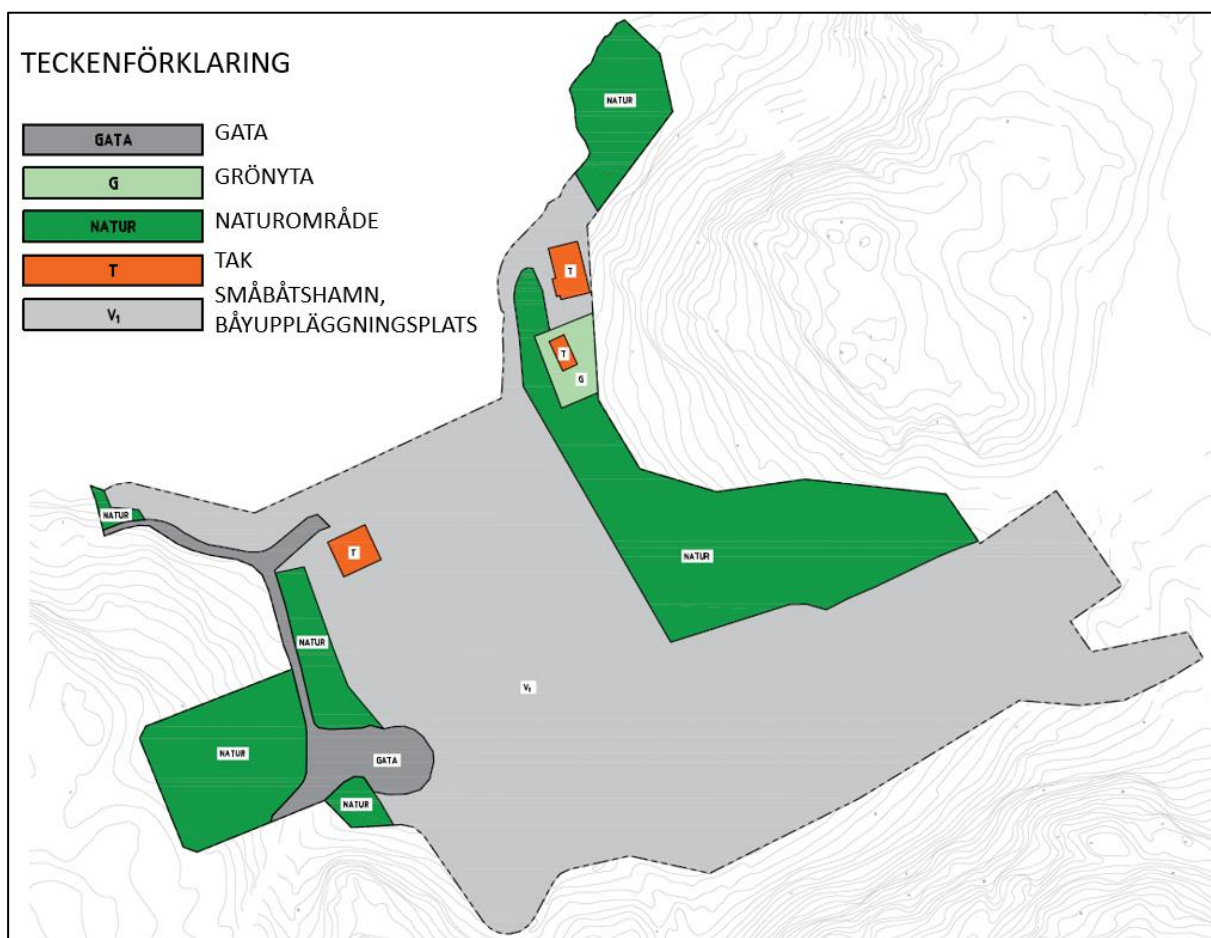 TECKENFÖRKLARING
GATA GATA
G GRÖNYTA
NATUR NATUROMRÅDE
T TAK
V₁ SMÅBÅTSHAMN,
BÅYUPPLÄGGNINGSPLATS
NATUR
T
T
G
NATUR
T
NATUR
NATUR
V₁
NATUR
GATA
NATUR